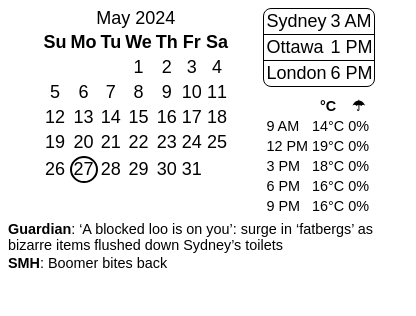 May 2024
Su Mo Tu We Th Fr Sa
1 2 3 4
5 6 7 8 9 10 11
12 13 14 15 16 17 18
19 20 21 22 23 24 25
26 27 28 29 30 31
Sydney 3 AM
Ottawa 1 PM
London 6 PM
°C ☂
9 AM 14°C 0%
12 PM 19°C 0%
3 PM 18°C 0%
6 PM 16°C 0%
9 PM 16°C 0%
Guardian: ‘A blocked loo is on you’: surge in ‘fatbergs’ as
bizarre items flushed down Sydney’s toilets
SMH: Boomer bites back